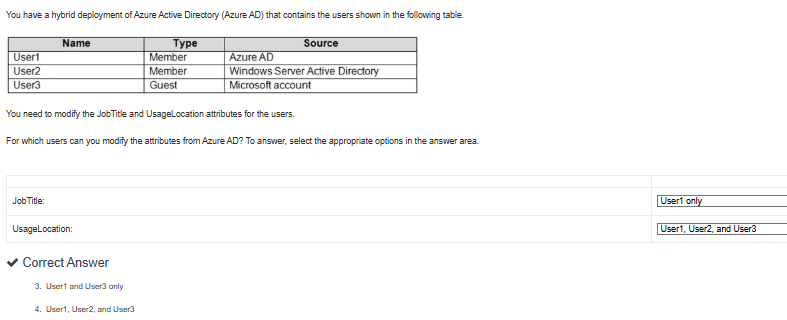 You have a hybrid deployment of Azure Active Directory (Azure AD) that contains the users shown in the following table.
Name Type Source
User1 Member Azure AD
User2 Member Windows Server Active Directory
User3 Guest Microsoft account
You need to modify the JobTitle and UsageLocation attributes for the users.
For which users can you modify the attributes from Azure AD? To answer, select the appropriate options in the answer area.
JobTitle: User1 only
UsageLocation: User1, User2, and User3
✔ Correct Answer
3. User1 and User3 only
4. User1, User2, and User3